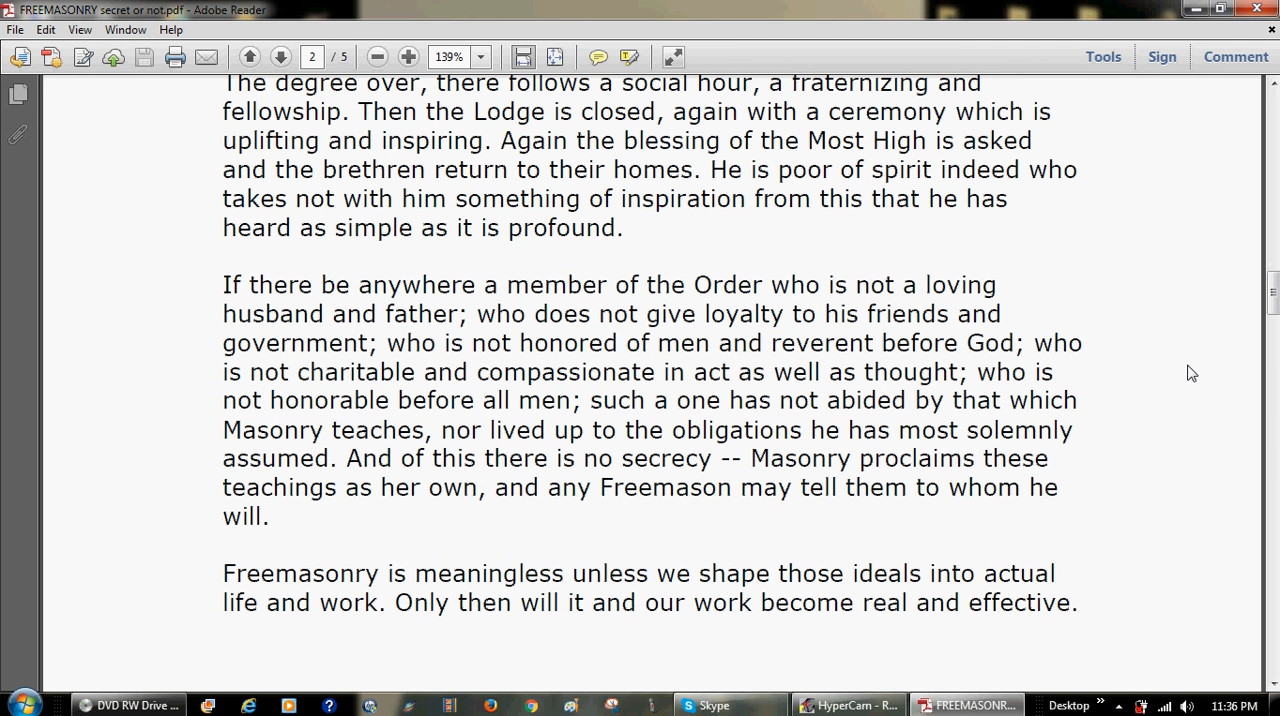 FREEMASONRY secret or not.pdf - Adobe Reader
File Edit View Window Help
2 / 5 139% Tools Sign Comment
The degree over, there follows a social hour, a fraternizing and
fellowship. Then the Lodge is closed, again with a ceremony which is
uplifting and inspiring. Again the blessing of the Most High is asked
and the brethren return to their homes. He is poor of spirit indeed who
takes not with him something of inspiration from this that he has
heard as simple as it is profound.
If there be anywhere a member of the Order who is not a loving
husband and father; who does not give loyalty to his friends and
government; who is not honored of men and reverent before God; who
is not charitable and compassionate in act as well as thought; who is
not honorable before all men; such a one has not abided by that which
Masonry teaches, nor lived up to the obligations he has most solemnly
assumed. And of this there is no secrecy -- Masonry proclaims these
teachings as her own, and any Freemason may tell them to whom he
will.
Freemasonry is meaningless unless we shape those ideals into actual
life and work. Only then will it and our work become real and effective.
DVD RW Drive ... Skype HyperCam - R... FREEMASONR... Desktop 11:36 PM